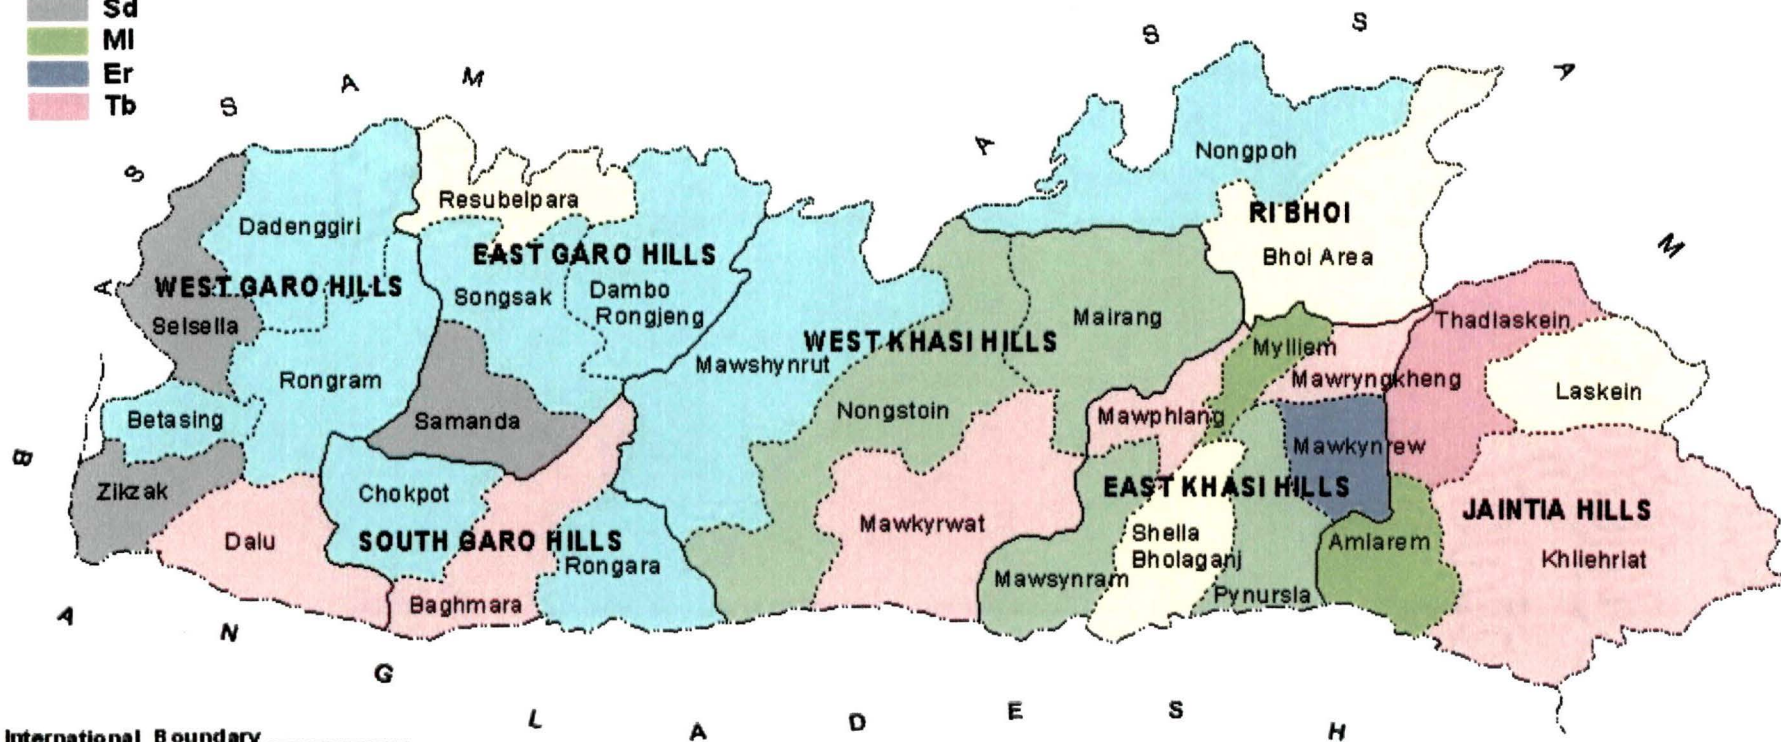 Sd
Ml
Er
Tb
A S S A M
A S S A M
Nongpoh
Resubelpara
Dadenggiri
RI BHOI
EAST GARO HILLS
Bhoi Area
WEST GARO HILLS
Songsak
Dambo
Rongjeng
Selsella
Mairang
Thadlaskein
WEST KHASI HILLS
Mylliem
Mawshynrut
Rongram
Mawryngkheng
Laskein
Nongstoin
Mawphlang
Betasing
Samanda
Mawkynrew
Zikzak
Chokpot
EAST KHASI HILLS
JAINTIA HILLS
Mawkyrwat
Dalu
SOUTH GARO HILLS
Shella
Bholaganj
Amlarem
Khliehriat
Rongara
Mawsynram
Baghmara
Pynursla
B A N G L A D E S H
International Boundary